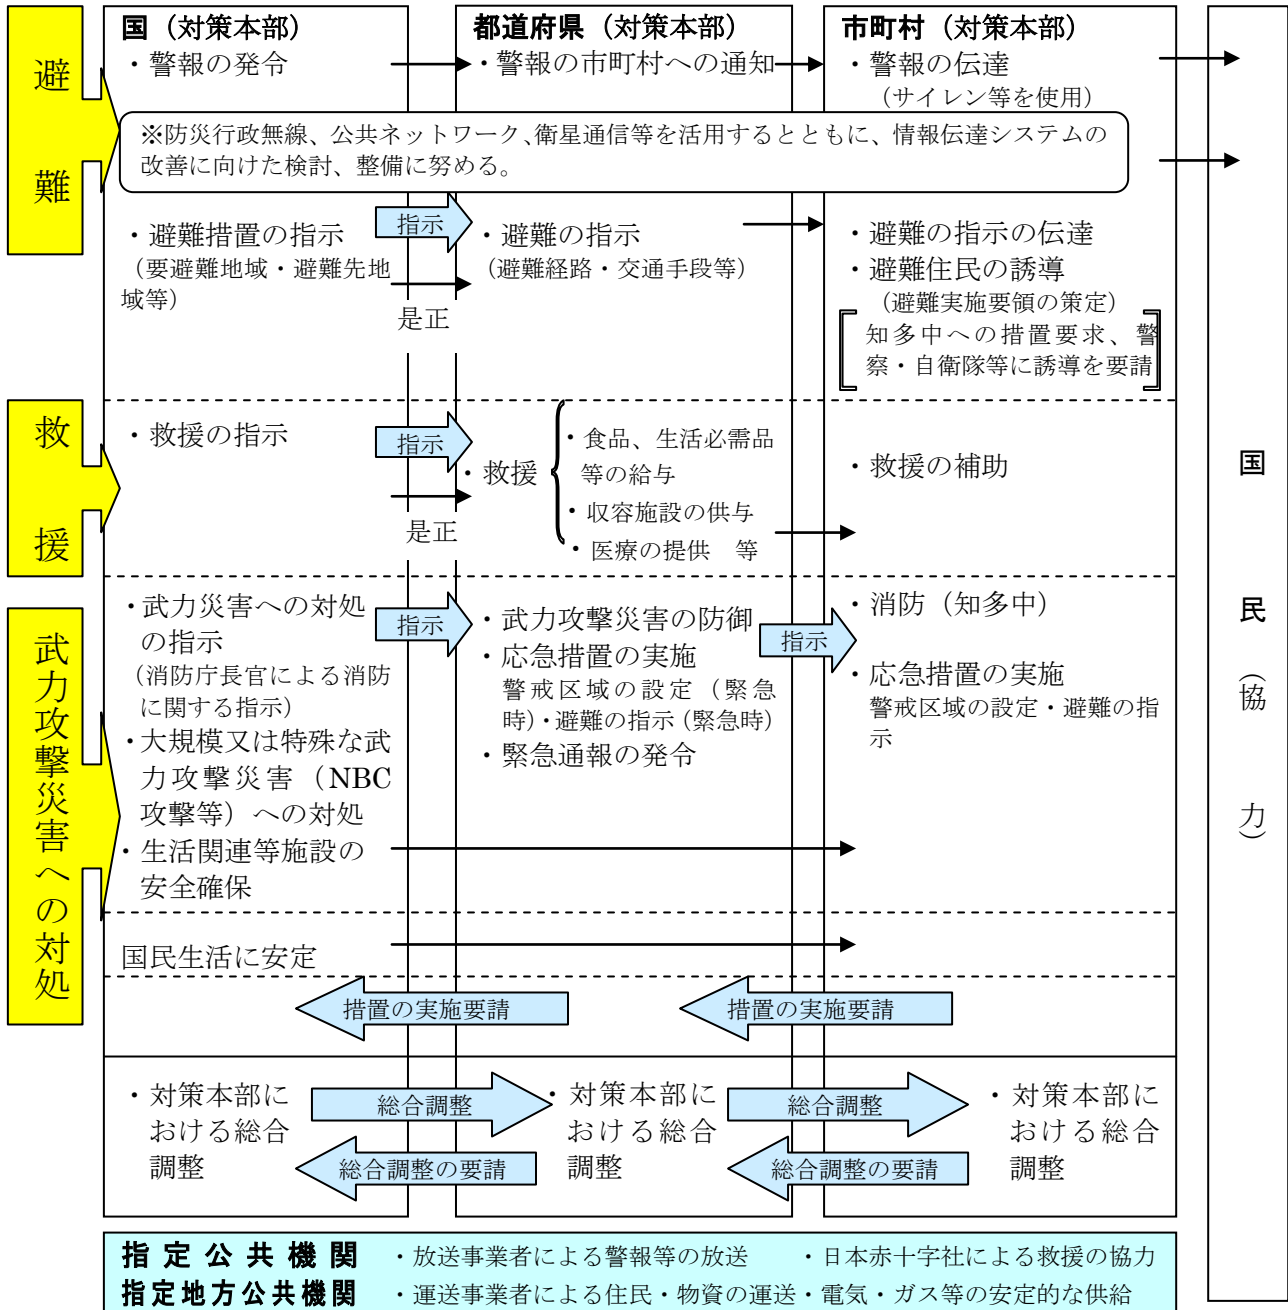 避難
国（対策本部）
・警報の発令
都道府県（対策本部）
・警報の市町村への通知
市町村（対策本部）
・警報の伝達
（サイレン等を使用）
※防災行政無線、公共ネットワーク、衛星通信等を活用するとともに、情報伝達システムの
改善に向けた検討、整備に努める。
・避難措置の指示
（要避難地域・避難先地
域等）
指示
是正
・避難の指示
（避難経路・交通手段等）
・避難の指示の伝達
・避難住民の誘導
（避難実施要領の策定）
知多中への措置要求、警
察・自衛隊等に誘導を要請
救援
・救援の指示
指示
是正
・救援
・食品、生活必需品
等の給与
・収容施設の供与
・医療の提供　等
・救援の補助
武力攻撃災害への対処
・武力災害への対処
の指示
（消防庁長官による消防
に関する指示）
・大規模又は特殊な武
力攻撃災害（NBC
攻撃等）への対処
・生活関連等施設の
安全確保
指示
・武力攻撃災害の防御
・応急措置の実施
警戒区域の設定（緊急
時）・避難の指示（緊急時）
・緊急通報の発令
指示
・消防（知多中）
・応急措置の実施
警戒区域の設定・避難の指
示
国民生活に安定
措置の実施要請
措置の実施要請
・対策本部に
おける総合
調整
総合調整
総合調整の要請
・対策本部に
おける総合
調整
総合調整
総合調整の要請
・対策本部に
おける総合
調整
国民（協力）
指定公共機関　・放送事業者による警報等の放送　・日本赤十字社による救援の協力
指定地方公共機関　・運送事業者による住民・物資の運送・電気・ガス等の安定的な供給